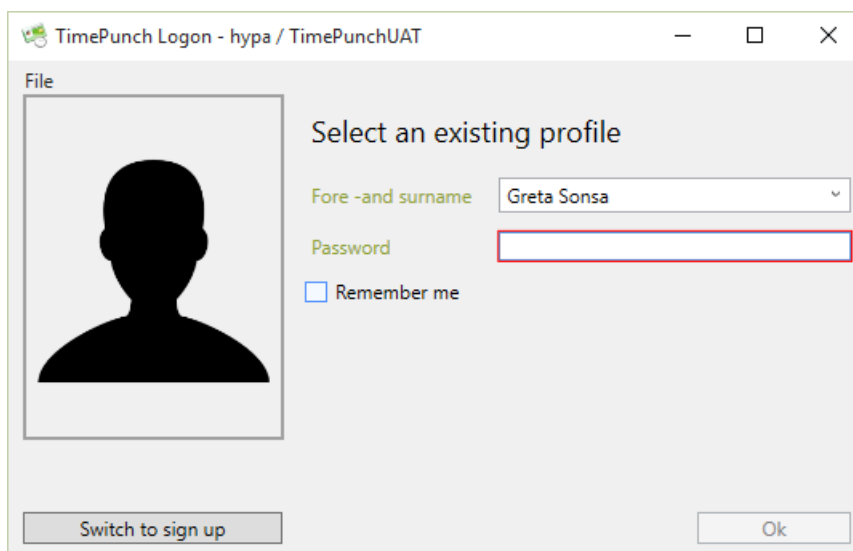 TimePunch Logon - hypa / TimePunchUAT
File
Select an existing profile
Fore -and surname Greta Sonsa
Password
Remember me
Switch to sign up Ok